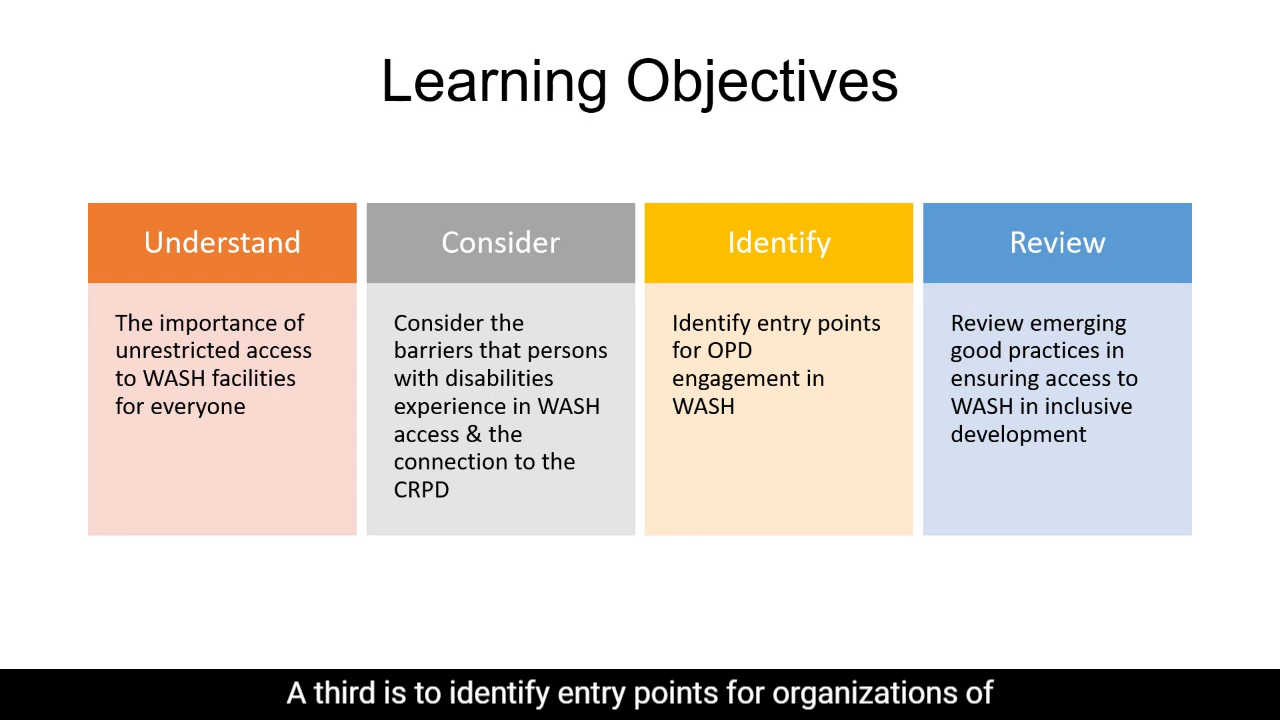 Learning Objectives
Understand
The importance of
unrestricted access
to WASH facilities
for everyone
Consider
Consider the
barriers that persons
with disabilities
experience in WASH
access & the
connection to the
CRPD
Identify
Identify entry points
for OPD
engagement in
WASH
Review
Review emerging
good practices in
ensuring access to
WASH in inclusive
development
A third is to identify entry points for organizations of